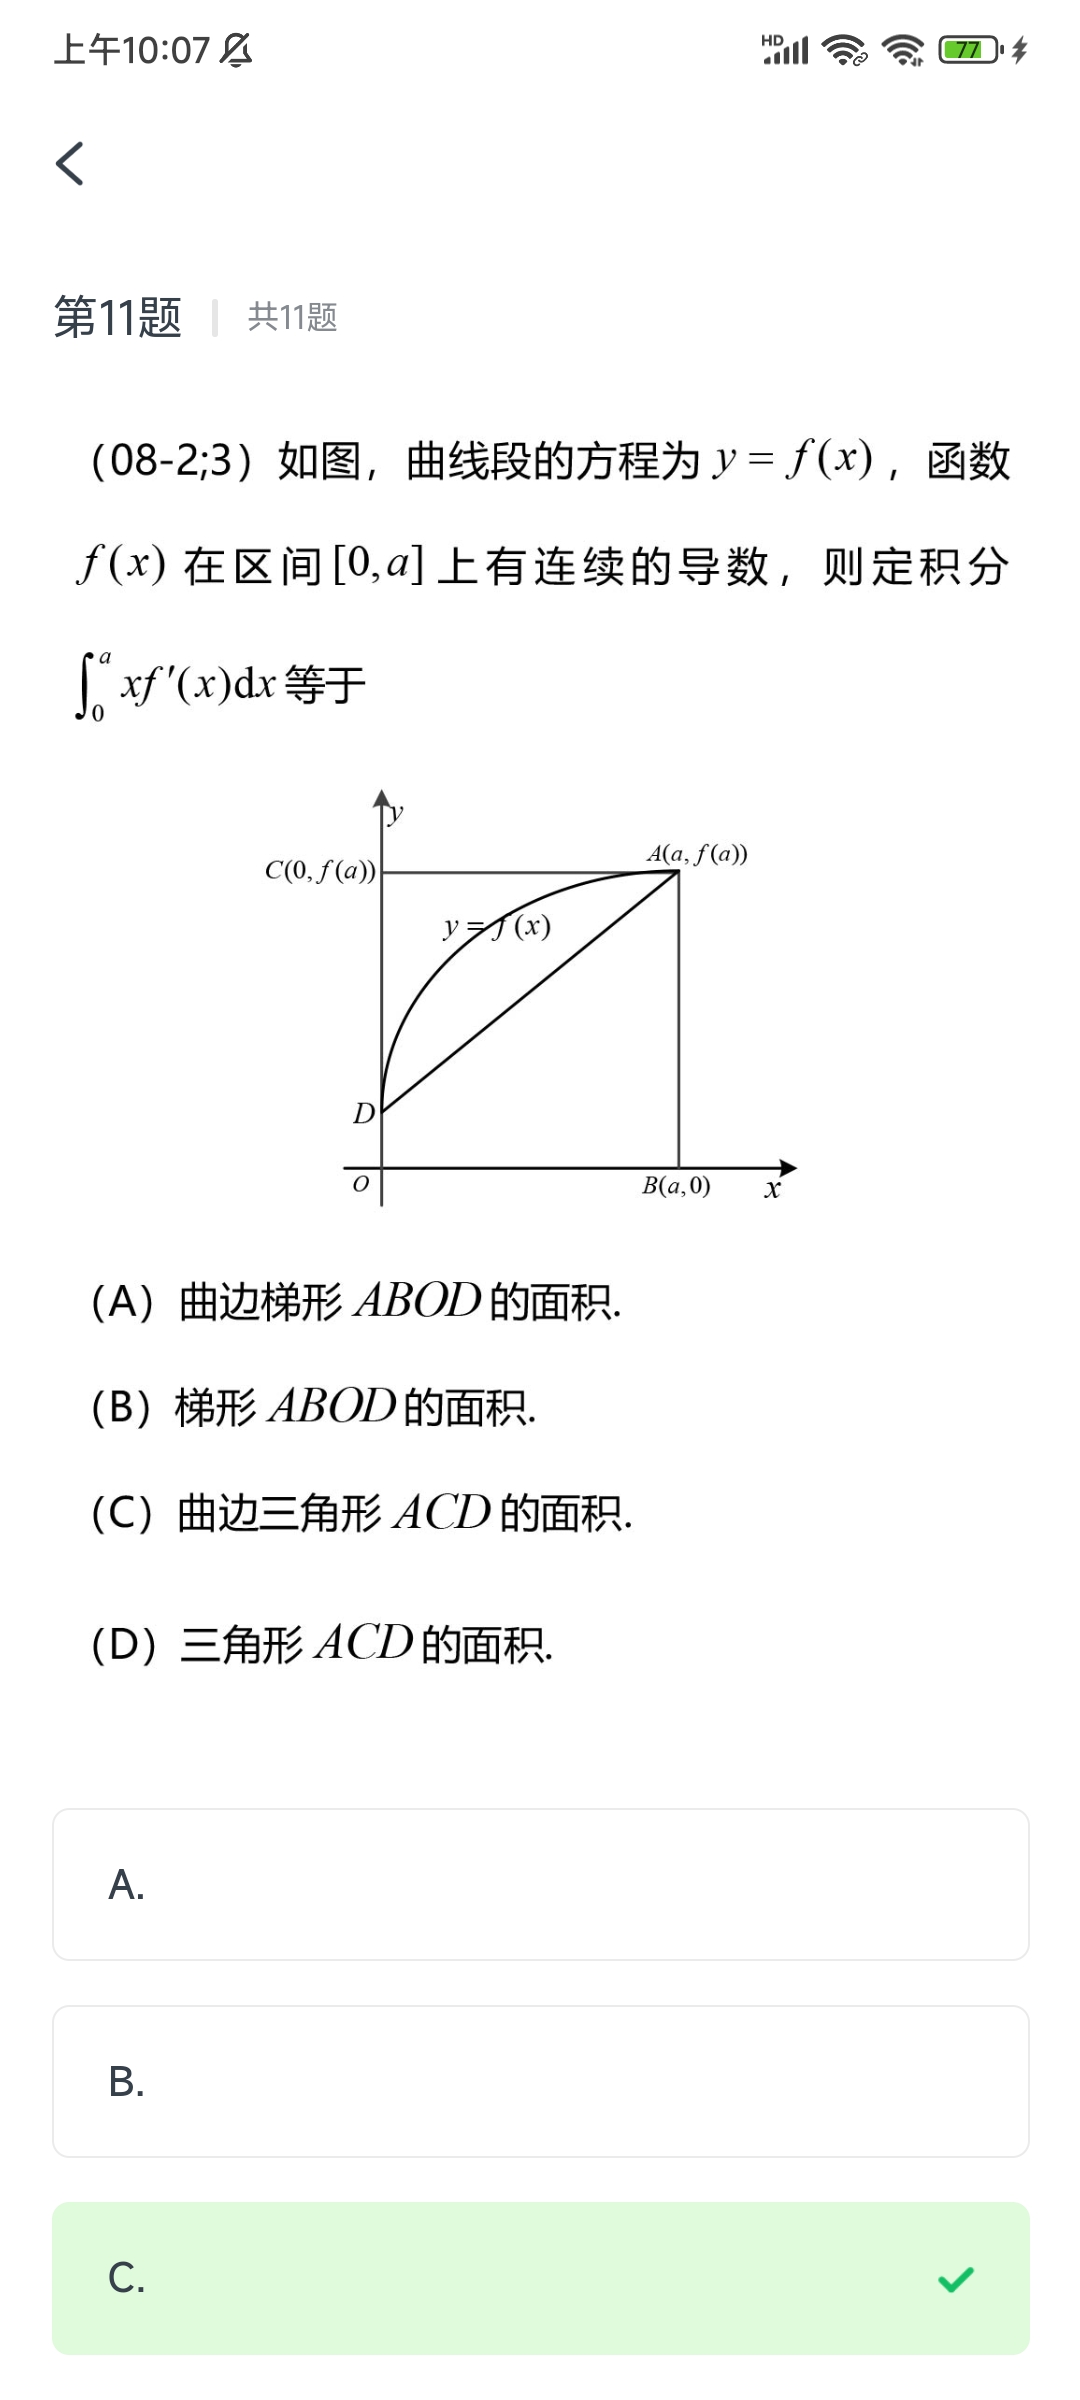 上午10:07
HD
77
第11题
共11题
（08-2;3）如图，曲线段的方程为 y = f(x)，函数
f(x) 在区间[0,a]上有连续的导数，则定积分
∫₀ᵃ xf′(x)dx 等于
y
A(a, f(a))
C(0, f(a))
y = f(x)
D
O
B(a,0)
x
（A）曲边梯形 ABOD 的面积.
（B）梯形 ABOD 的面积.
（C）曲边三角形 ACD 的面积.
（D）三角形 ACD 的面积.
A.
B.
C.